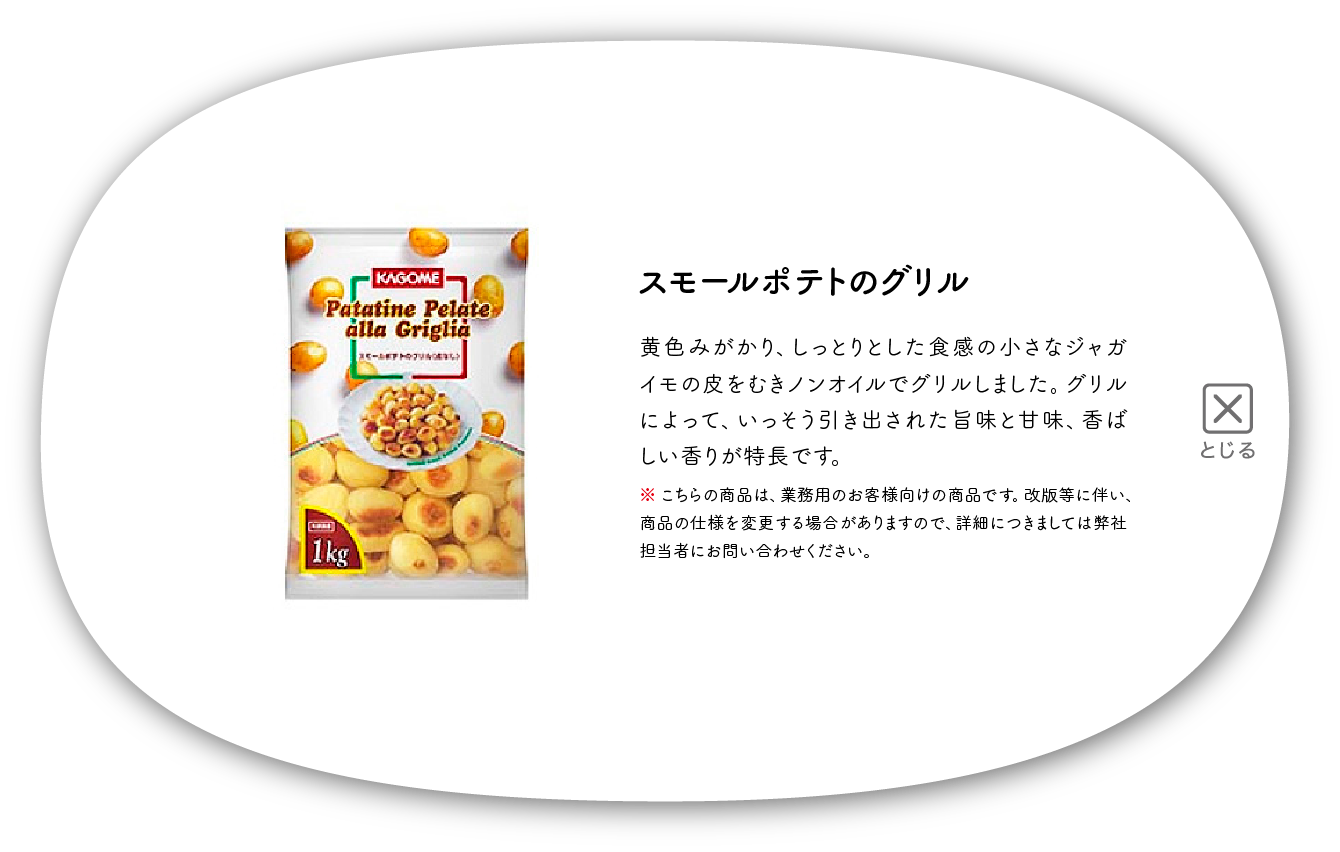 KAGOME
Patatine Pelate
alla Griglia
1kg
スモールポテトのグリル
黄色みがかり、しっとりとした食感の小さなジャガ
イモの皮をむきノンオイルでグリルしました。グリル
によって、いっそう引き出された旨味と甘味、香ば
しい香りが特長です。
※ こちらの商品は、業務用のお客様向けの商品です。改版等に伴い、
商品の仕様を変更する場合がありますので、詳細につきましては弊社
担当者にお問い合わせください。
とじる